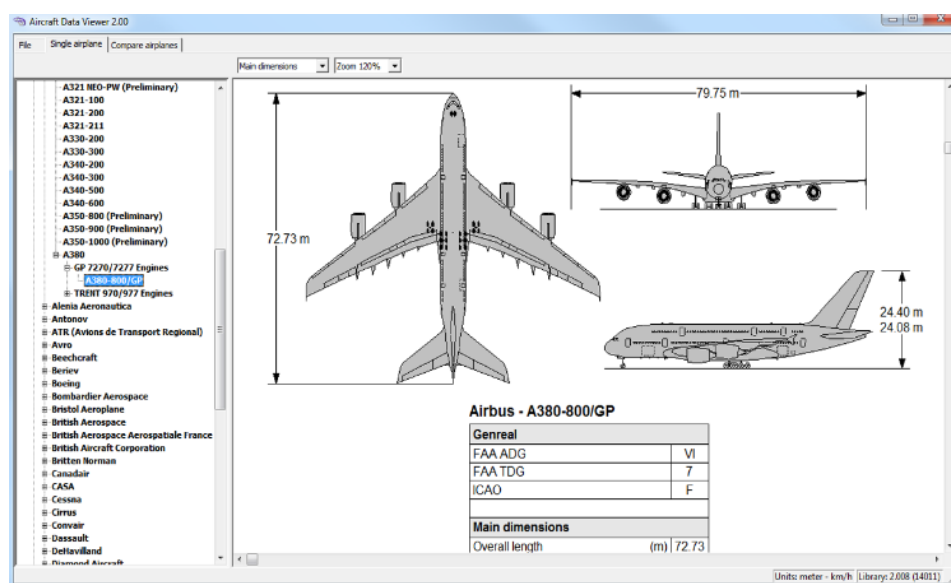 Aircraft Data Viewer 2.00
File
Single airplane
Compare airplanes
Main dimensions
Zoom 120%
A321 NEO-PW (Preliminary)
A321-100
A321-200
A321-211
A330-200
A330-300
A340-200
A340-300
A340-500
A340-600
A350-800 (Preliminary)
A350-900 (Preliminary)
A350-1000 (Preliminary)
A380
GP 7270/7277 Engines
A380-800/GP
TRENT 970/977 Engines
Alenia Aeronautica
Antonov
ATR (Avions de Transport Regional)
Avro
Beechcraft
Beriev
Boeing
Bombardier Aerospace
Bristol Aeroplane
British Aerospace
British Aerospace Aerospatiale France
British Aircraft Corporation
Britten Norman
Canadair
CASA
Cessna
Cirrus
Convair
Dassault
DeHavilland
Diamond Aircraft
72.73 m
79.75 m
24.40 m
24.08 m
Airbus - A380-800/GP
Genreal
FAA ADG VI
FAA TDG 7
ICAO F
Main dimensions
Overall length (m) 72.73
Units: meter - km/h
Library: 2.008 (14011)